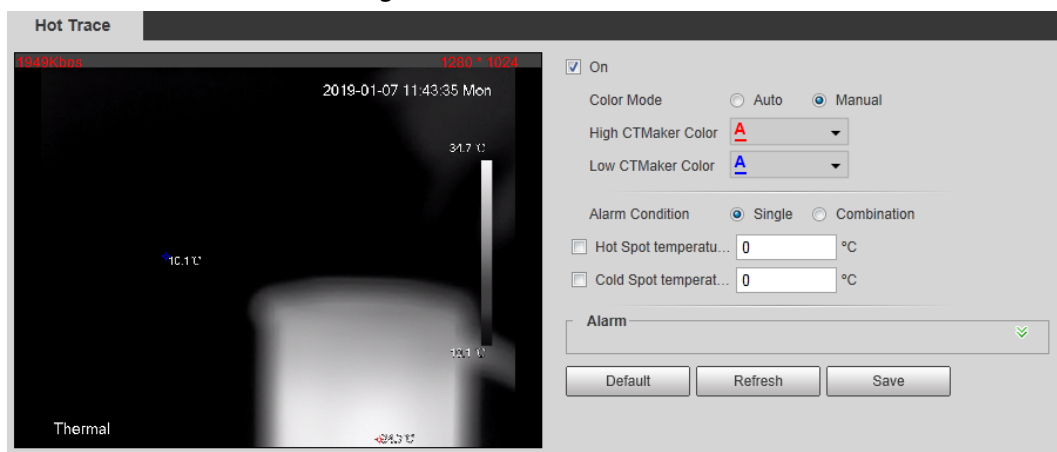 Hot Trace
1949Kbps
1280 * 1024
2019-01-07 11:43:35 Mon
34.7 ℃
10.1℃
Thermal
On
Color Mode Auto Manual
High CTMaker Color A
Low CTMaker Color A
Alarm Condition Single Combination
Hot Spot temperatu... 0 °C
Cold Spot temperat... 0 °C
Alarm
Default Refresh Save